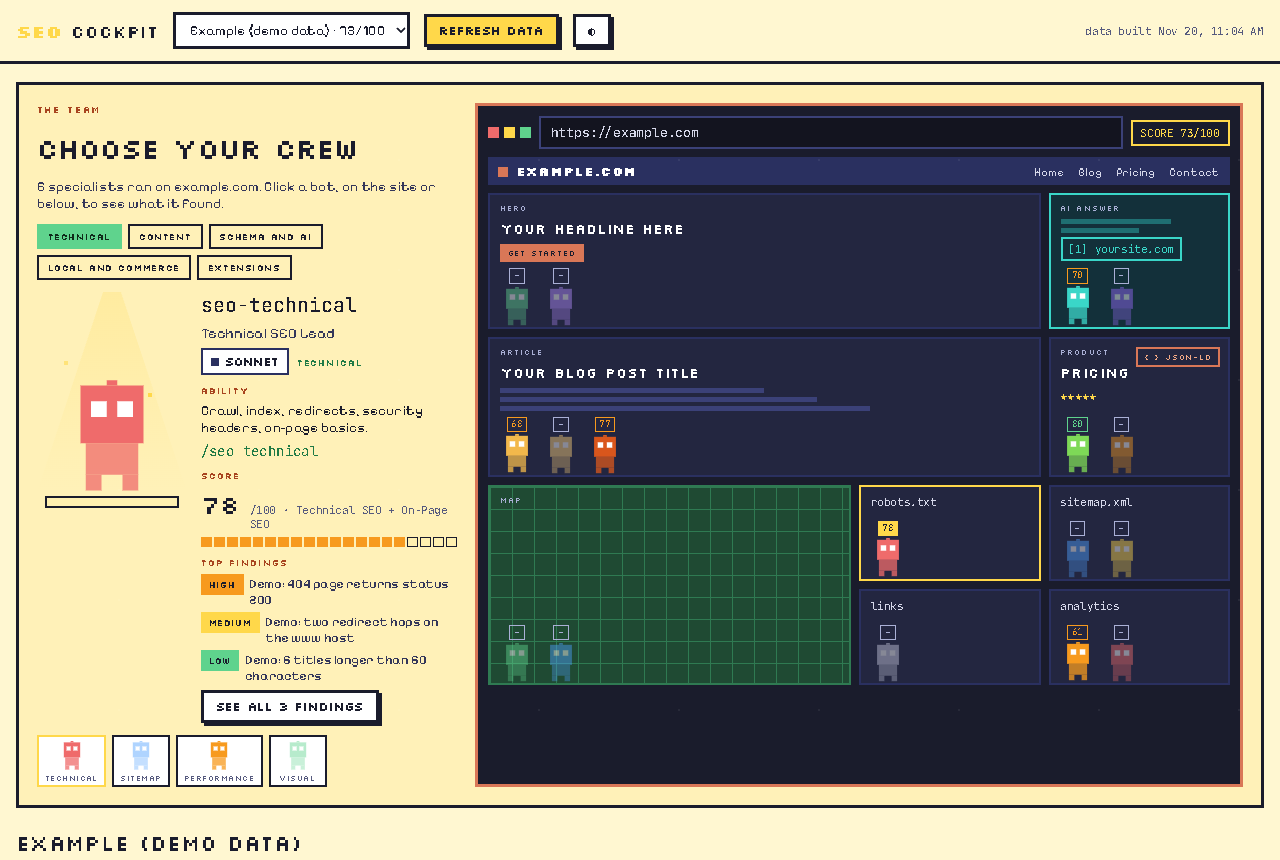 SEO COCKPIT
Example (demo data) · 73/100
REFRESH DATA
data built Nov 20, 11:04 AM
THE TEAM
CHOOSE YOUR CREW
6 specialists ran on example.com. Click a bot, on the site or
below, to see what it found.
TECHNICAL
CONTENT
SCHEMA AND AI
LOCAL AND COMMERCE
EXTENSIONS
seo-technical
Technical SEO Lead
SONNET
TECHNICAL
ABILITY
Crawl, index, redirects, security
headers, on-page basics.
/seo technical
SCORE
78
/100 · Technical SEO + On-Page
SEO
TOP FINDINGS
HIGH
Demo: 404 page returns status
200
MEDIUM
Demo: two redirect hops on
the www host
LOW
Demo: 6 titles longer than 60
characters
SEE ALL 3 FINDINGS
TECHNICAL
SITEMAP
PERFORMANCE
VISUAL
https://example.com
SCORE 73/100
EXAMPLE.COM
Home
Blog
Pricing
Contact
HERO
YOUR HEADLINE HERE
GET STARTED
–
–
AI ANSWER
[1] yoursite.com
70
–
ARTICLE
YOUR BLOG POST TITLE
68
–
77
PRODUCT
{ } JSON-LD
PRICING
★★★★★
80
–
MAP
–
–
robots.txt
78
sitemap.xml
–
–
links
–
analytics
61
–
EXAMPLE (DEMO DATA)